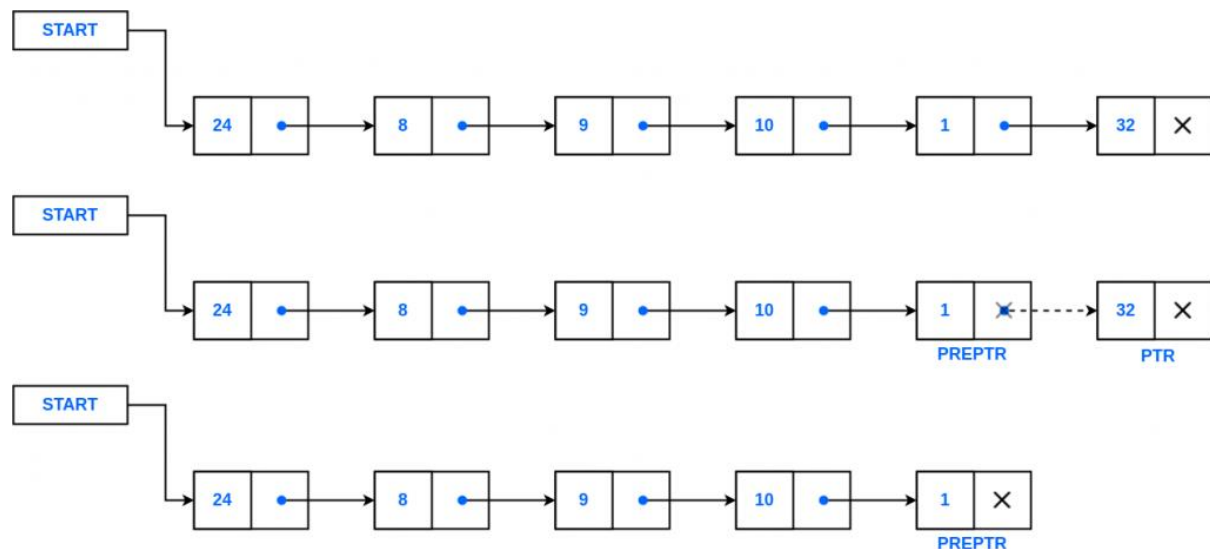 START
24 8 9 10 1 32
START
24 8 9 10 1 32
PREPTR PTR
START
24 8 9 10 1
PREPTR